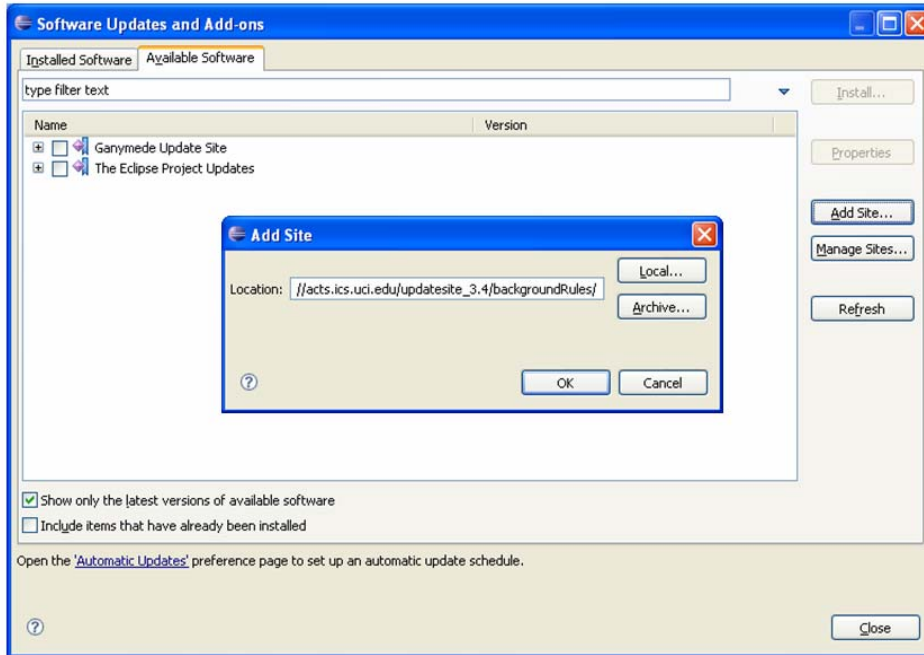 Software Updates and Add-ons
Installed Software Available Software
type filter text
Install...
Name Version
Ganymede Update Site
The Eclipse Project Updates
Properties
Add Site...
Manage Sites...
Refresh
Add Site
Location: //acts.ics.uci.edu/updatesite_3.4/backgroundRules/
Local...
Archive...
OK Cancel
Show only the latest versions of available software
Include items that have already been installed
Open the 'Automatic Updates' preference page to set up an automatic update schedule.
Close